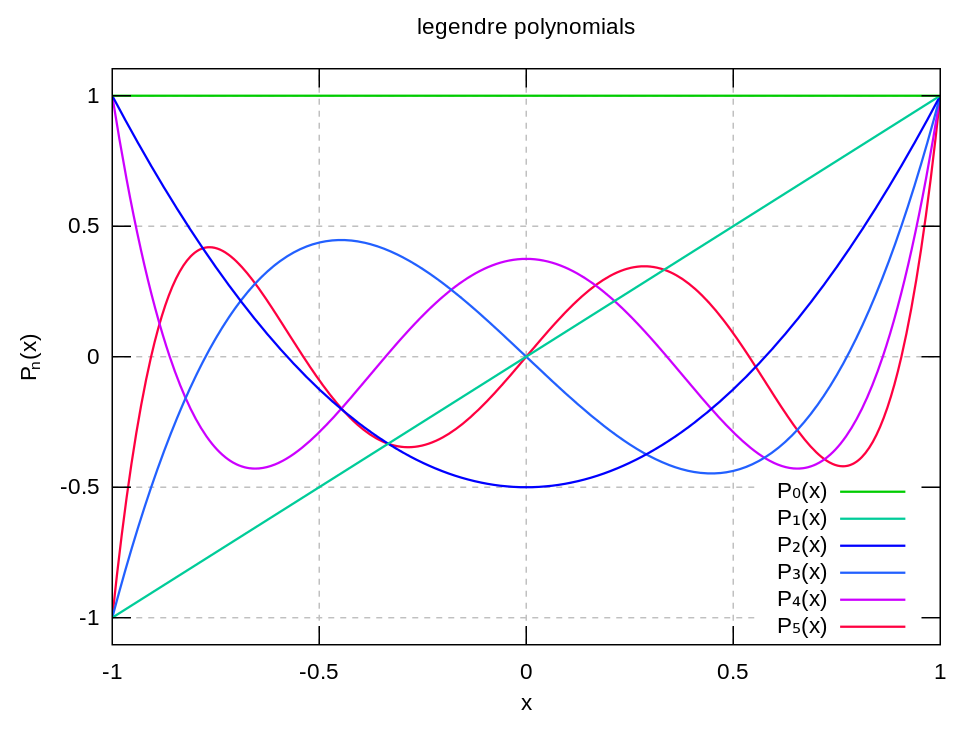 legendre polynomials
1
0.5
0
-0.5
-1
Pn(x)
P₀(x)
P₁(x)
P₂(x)
P₃(x)
P₄(x)
P₅(x)
-1 -0.5 0 0.5 1
x